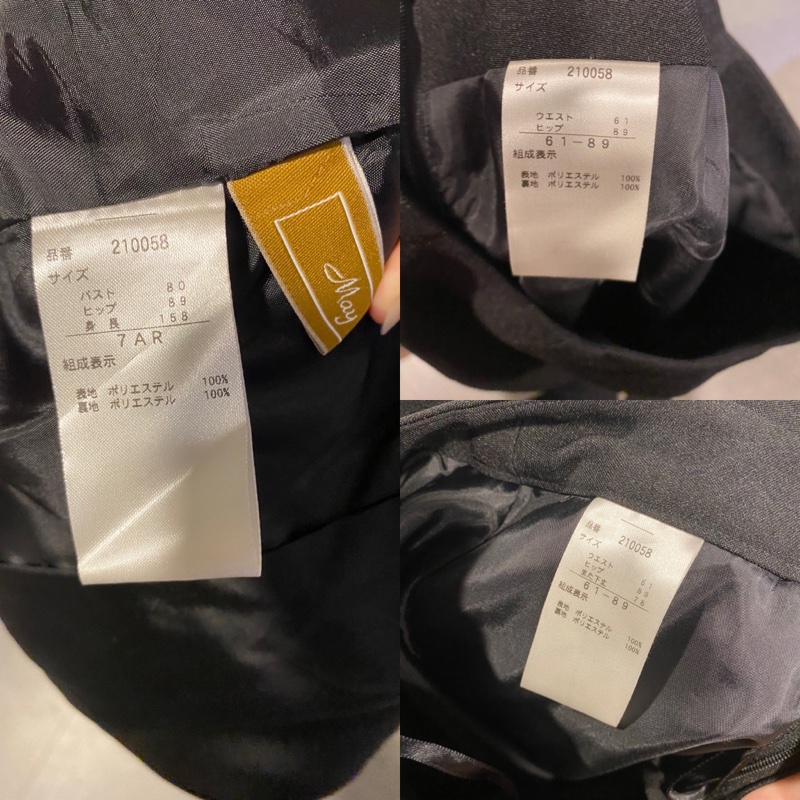 品番 210058
サイズ
バスト 80
ヒップ 89
身長 158
7AR
組成表示
表地 ポリエステル 100%
裏地 ポリエステル 100%
May
品番 210058
サイズ
ウエスト 61
ヒップ 89
61-89
組成表示
表地 ポリエステル 100%
裏地 ポリエステル 100%
品番 210058
サイズ
ウエスト 61
ヒップ 89
また下丈 78
61-89
組成表示
表地 ポリエステル 100%
裏地 ポリエステル 100%